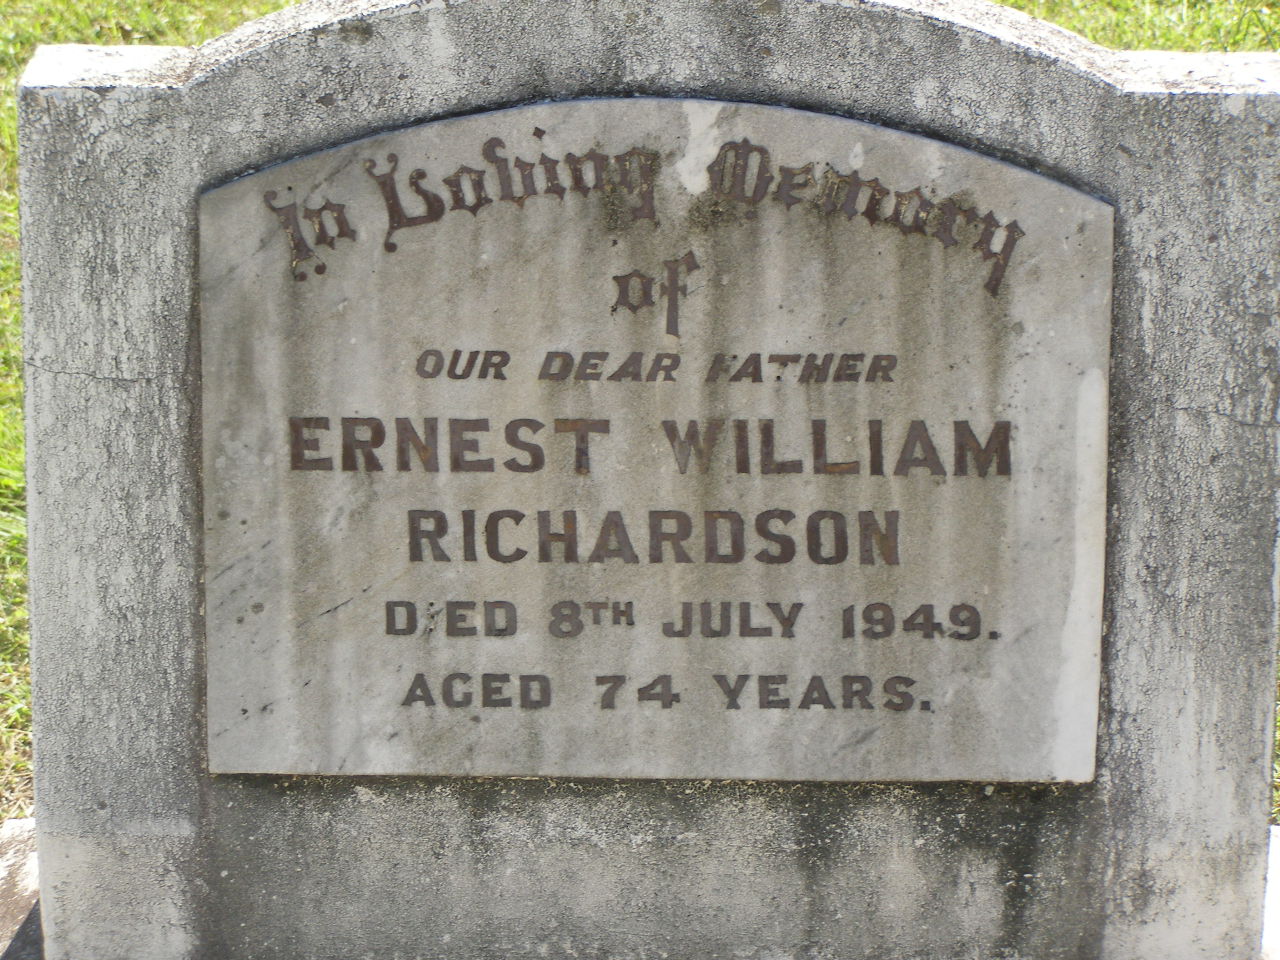 In Loving Memory
of
OUR DEAR FATHER
ERNEST WILLIAM
RICHARDSON
DIED 8TH JULY 1949.
AGED 74 YEARS.